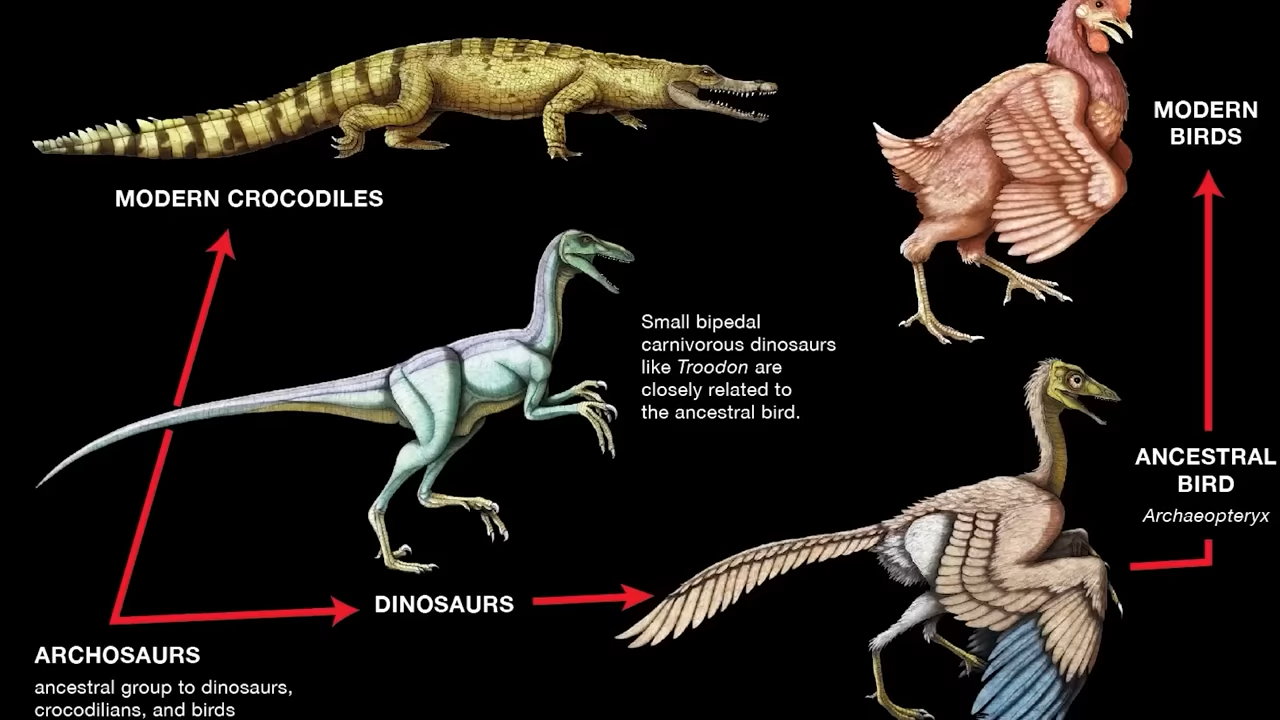 MODERN CROCODILES
MODERN
BIRDS
Small bipedal
carnivorous dinosaurs
like Troodon are
closely related to
the ancestral bird.
ANCESTRAL
BIRD
Archaeopteryx
DINOSAURS
ARCHOSAURS
ancestral group to dinosaurs,
crocodilians, and birds